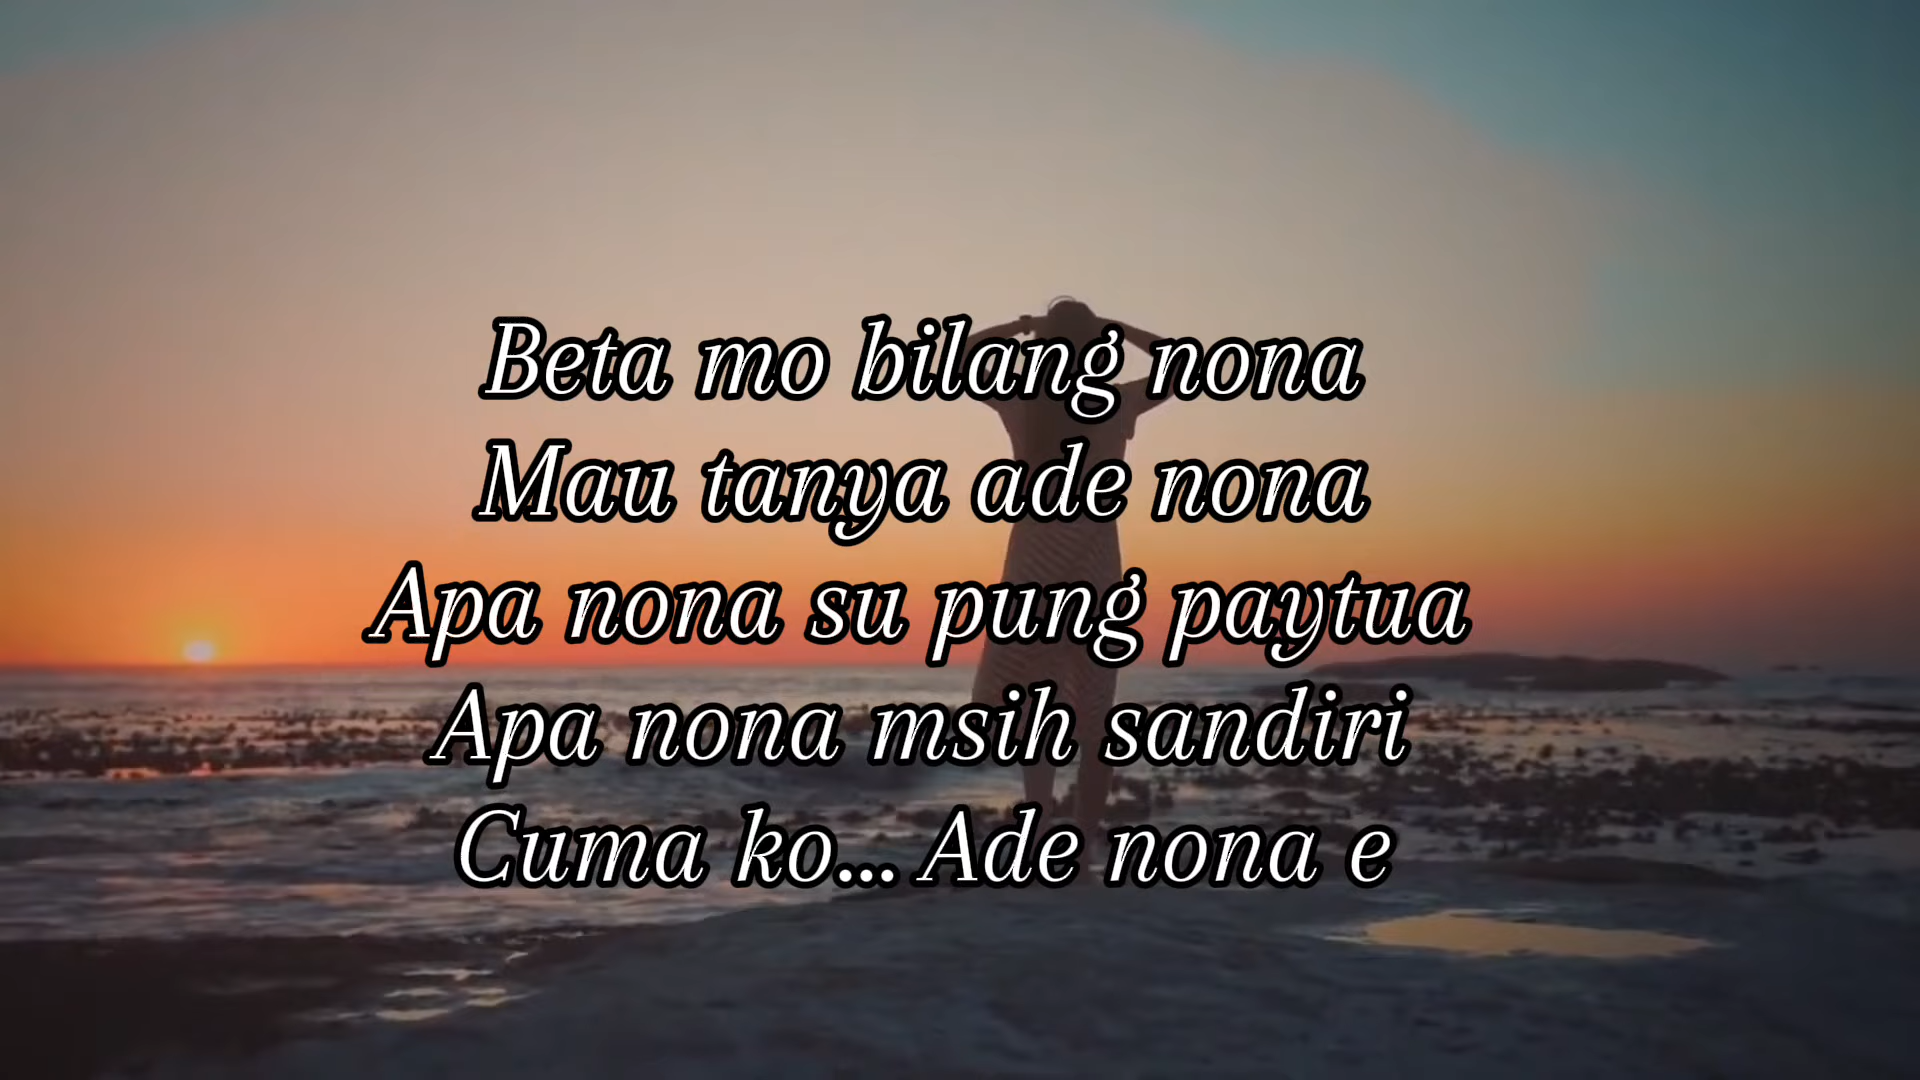 Beta mo bilang nona
Mau tanya ade nona
Apa nona su pung paytua
Apa nona msih sandiri
Cuma ko... Ade nona e